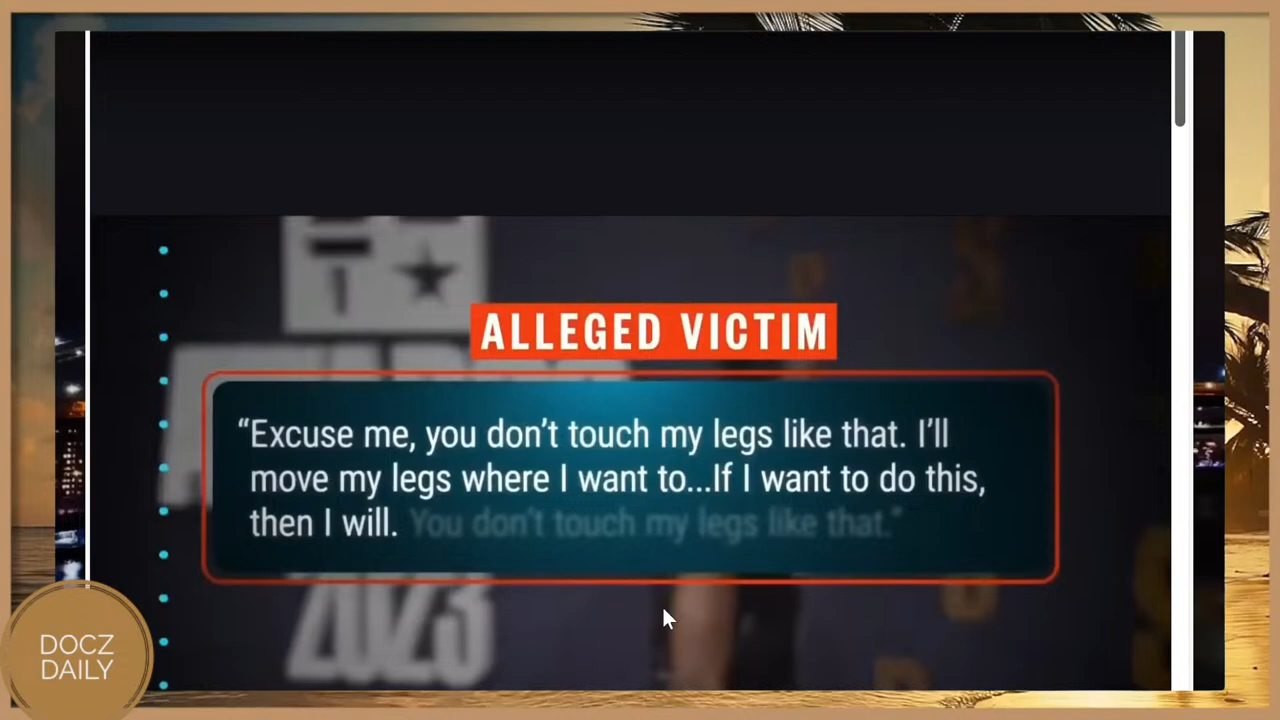 ALLEGED VICTIM
“Excuse me, you don’t touch my legs like that. I’ll
move my legs where I want to...If I want to do this,
then I will. You don’t touch my legs like that.”
2023
DOCZ
DAILY